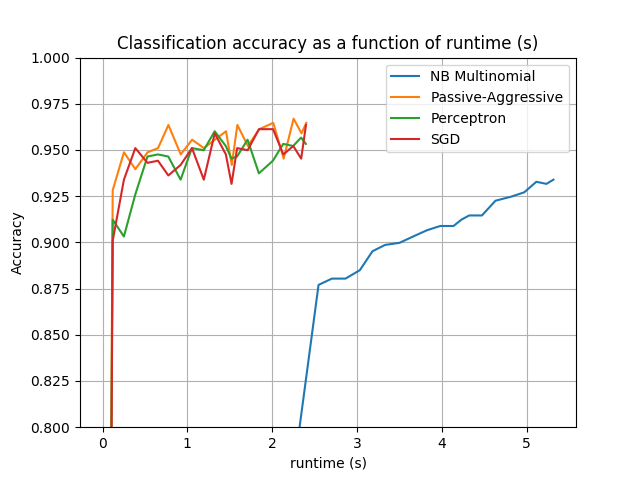 Classification accuracy as a function of runtime (s)
1.000
0.975
0.950
0.925
0.900
0.875
0.850
0.825
0.800
Accuracy
NB Multinomial
Passive-Aggressive
Perceptron
SGD
0 1 2 3 4 5
runtime (s)